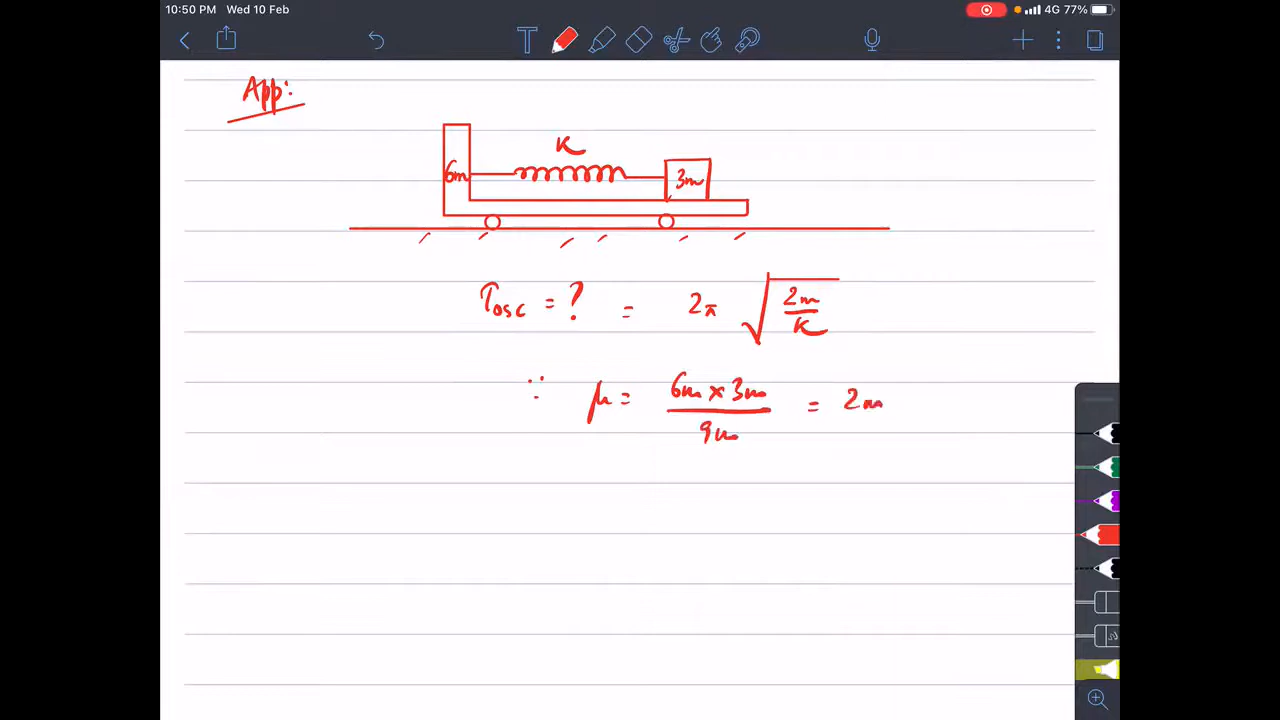 10:50 PM Wed 10 Feb 4G 77%
T
App:
K
6m 3m
Tosc = ? = 2π √(2m/K)
∵ μ = (6m × 3m)/9m = 2m